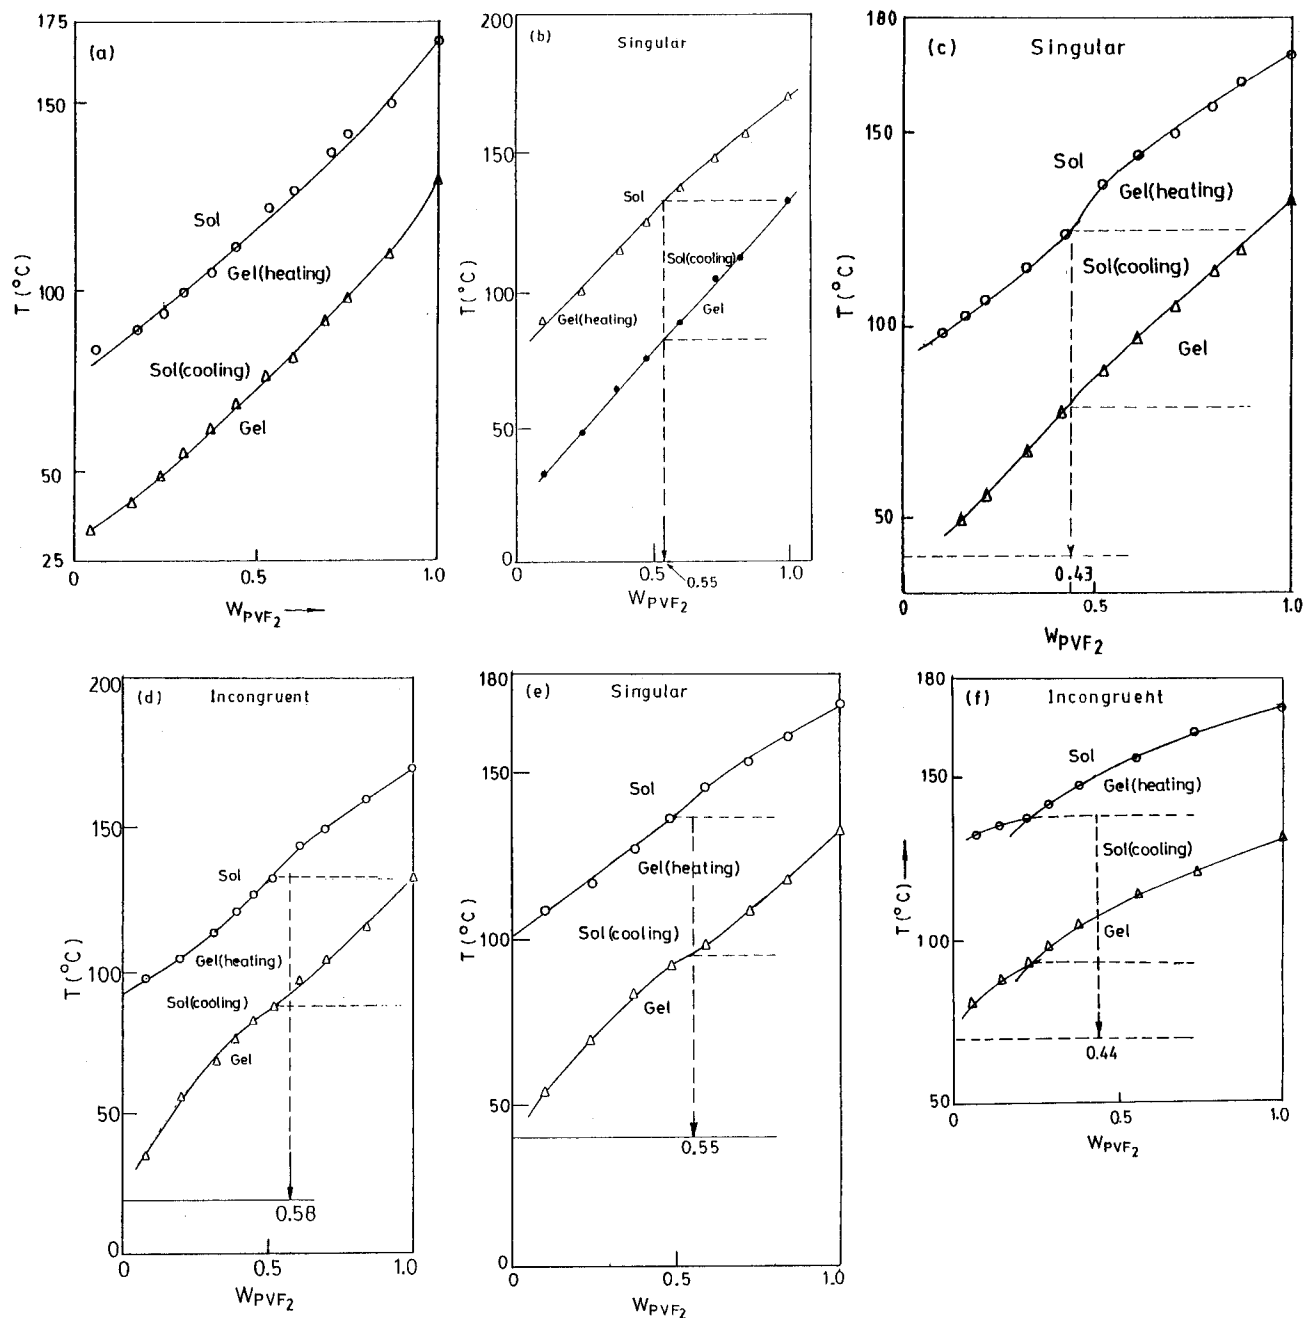 (a)
175
150
100
50
25
T (°C)
Sol
Gel(heating)
Sol(cooling)
Gel
0
0.5
1.0
WPVF2
(b)
Singular
200
150
100
50
0
T (°C)
Sol
Sol(cooling)
Gel(heating)
Gel
0
0.5
0.55
1.0
WPVF2
(c) Singular
180
150
100
50
T (°C)
Sol
Gel(heating)
Sol(cooling)
Gel
0.43
0
0.5
1.0
WPVF2
(d) Incongruent
200
150
100
50
0
T (°C)
Sol
Gel(heating)
Sol(cooling)
Gel
0.58
0
0.5
1.0
WPVF2
(e) Singular
180
150
100
50
0
T (°C)
Sol
Gel(heating)
Sol(cooling)
Gel
0.55
0
0.5
1.0
WPVF2
(f) Incongrueht
180
150
100
50
T (°C)
Sol
Gel(heating)
Sol(cooling)
Gel
0.44
0
0.5
1.0
WPVF2